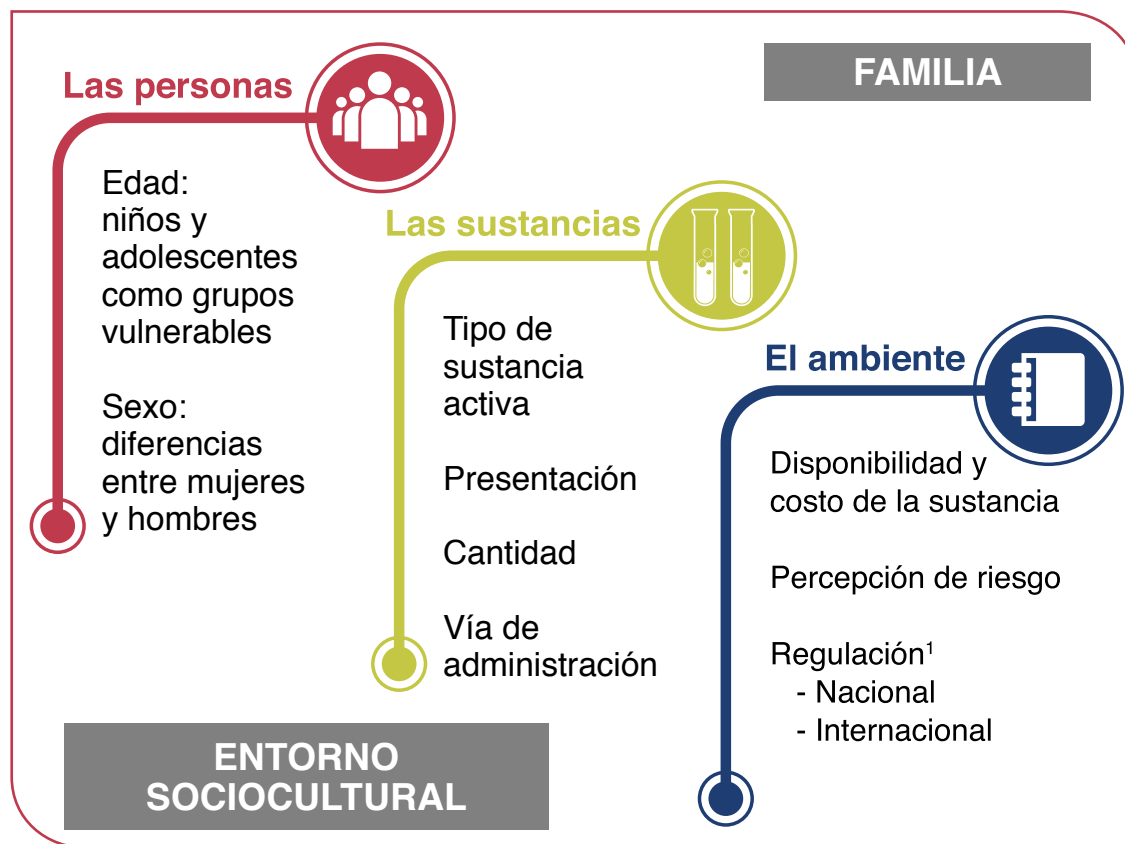 FAMILIA
Las personas
Edad:
niños y
adolescentes
como grupos
vulnerables
Sexo:
diferencias
entre mujeres
y hombres
Las sustancias
Tipo de
sustancia
activa
Presentación
Cantidad
Vía de
administración
El ambiente
Disponibilidad y
costo de la sustancia
Percepción de riesgo
Regulación¹
- Nacional
- Internacional
ENTORNO
SOCIOCULTURAL